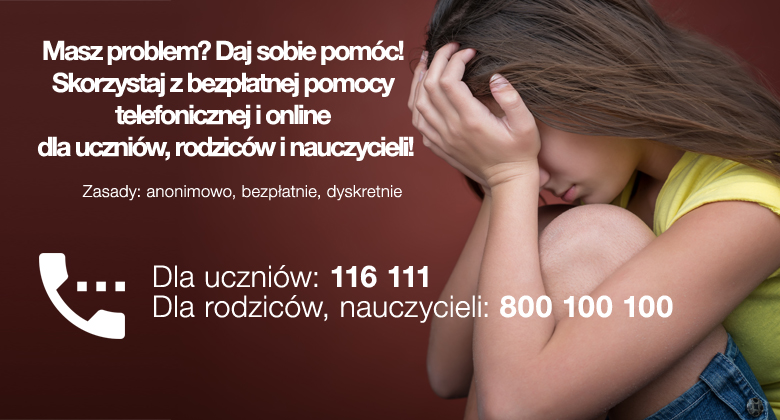 Masz problem? Daj sobie pomóc!
Skorzystaj z bezpłatnej pomocy
telefonicznej i online
dla uczniów, rodziców i nauczycieli!
Zasady: anonimowo, bezpłatnie, dyskretnie
Dla uczniów: 116 111
Dla rodziców, nauczycieli: 800 100 100